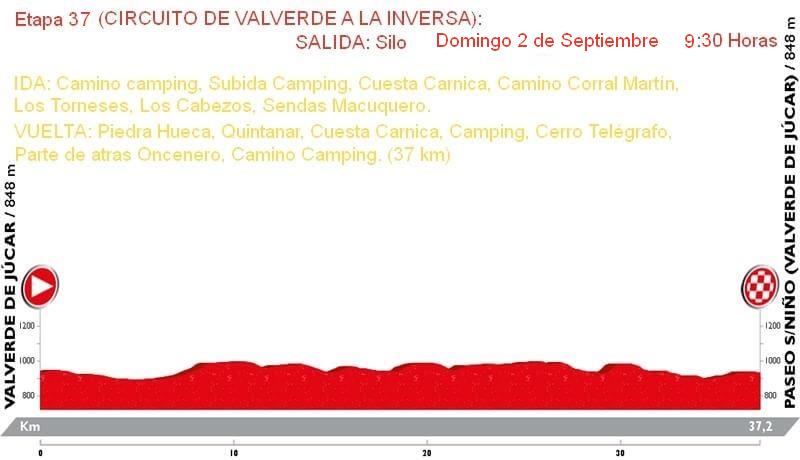 Etapa 37 (CIRCUITO DE VALVERDE A LA INVERSA):
SALIDA: Silo Domingo 2 de Septiembre 9:30 Horas
IDA: Camino camping, Subida Camping, Cuesta Carnica, Camino Corral Martin,
Los Torneses, Los Cabezos, Sendas Macuquero.
VUELTA: Piedra Hueca, Quintanar, Cuesta Carnica, Camping, Cerro Telégrafo,
Parte de atras Oncenero, Camino Camping. (37 km)
VALVERDE DE JÚCAR / 848 m
PASEO S/NIÑO (VALVERDE DE JÚCAR) / 848 m
1200 1200
1000 1000
800 800
Km 37,2
0 10 20 30